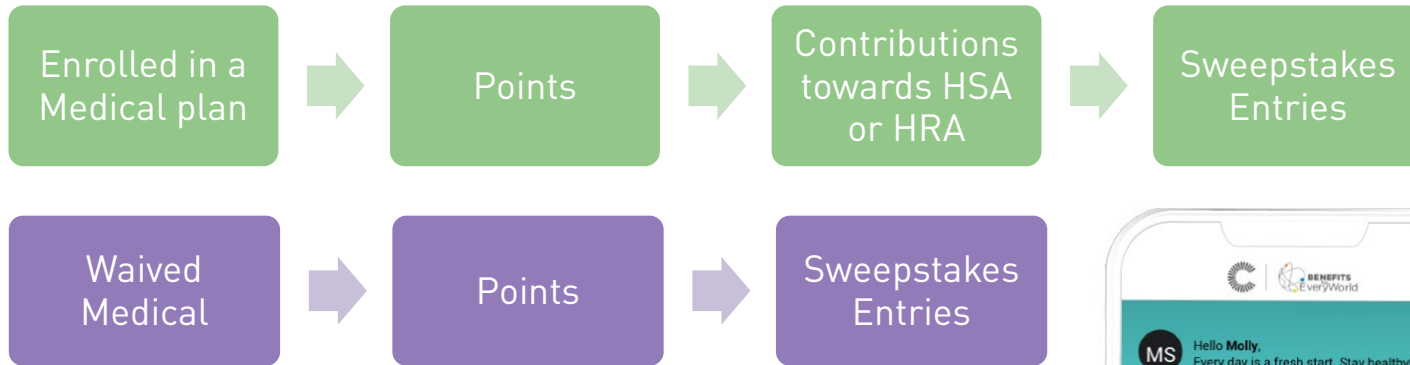 Enrolled in a
Medical plan
Points
Contributions
towards HSA
or HRA
Sweepstakes
Entries
Waived
Medical
Points
Sweepstakes
Entries
BENEFITS
EveryWorld
MS
Hello Molly,
Every day is a fresh start. Stay healthy